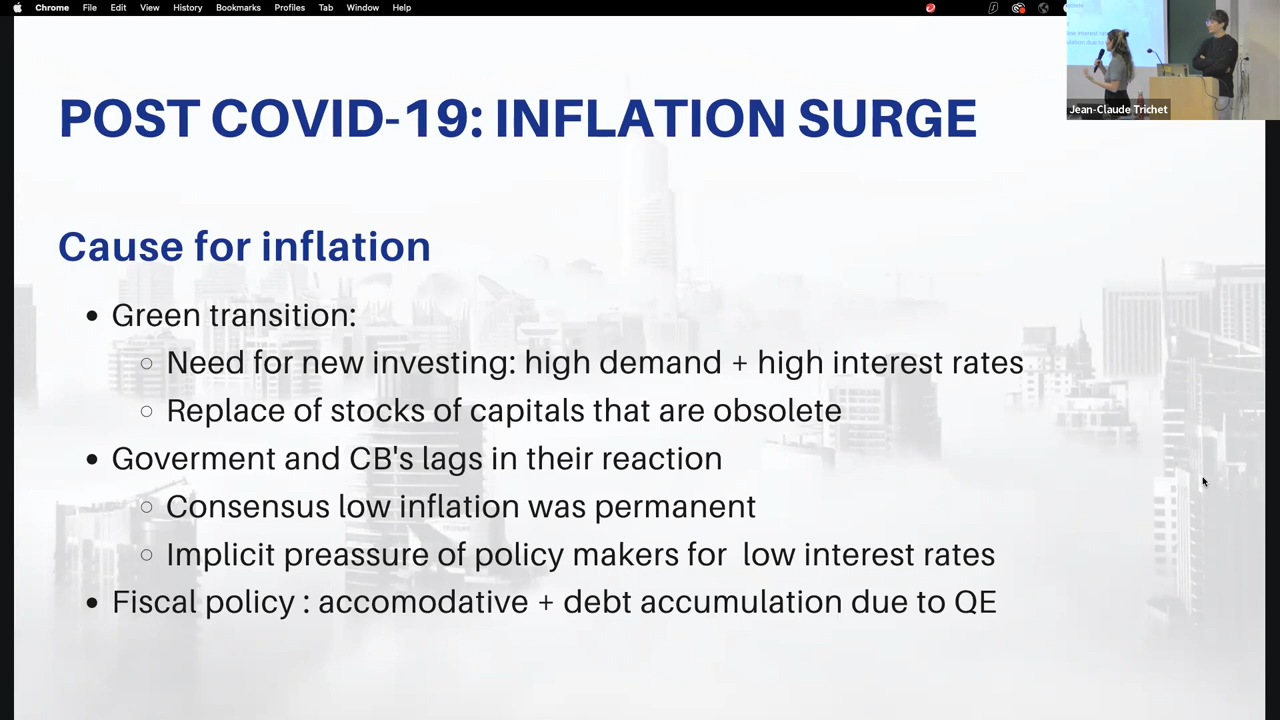 Chrome File Edit View History Bookmarks Profiles Tab Window Help
POST COVID-19: INFLATION SURGE
Jean-Claude Trichet
Cause for inflation
Green transition:
Need for new investing: high demand + high interest rates
Replace of stocks of capitals that are obsolete
Goverment and CB's lags in their reaction
Consensus low inflation was permanent
Implicit preassure of policy makers for low interest rates
Fiscal policy : accomodative + debt accumulation due to QE